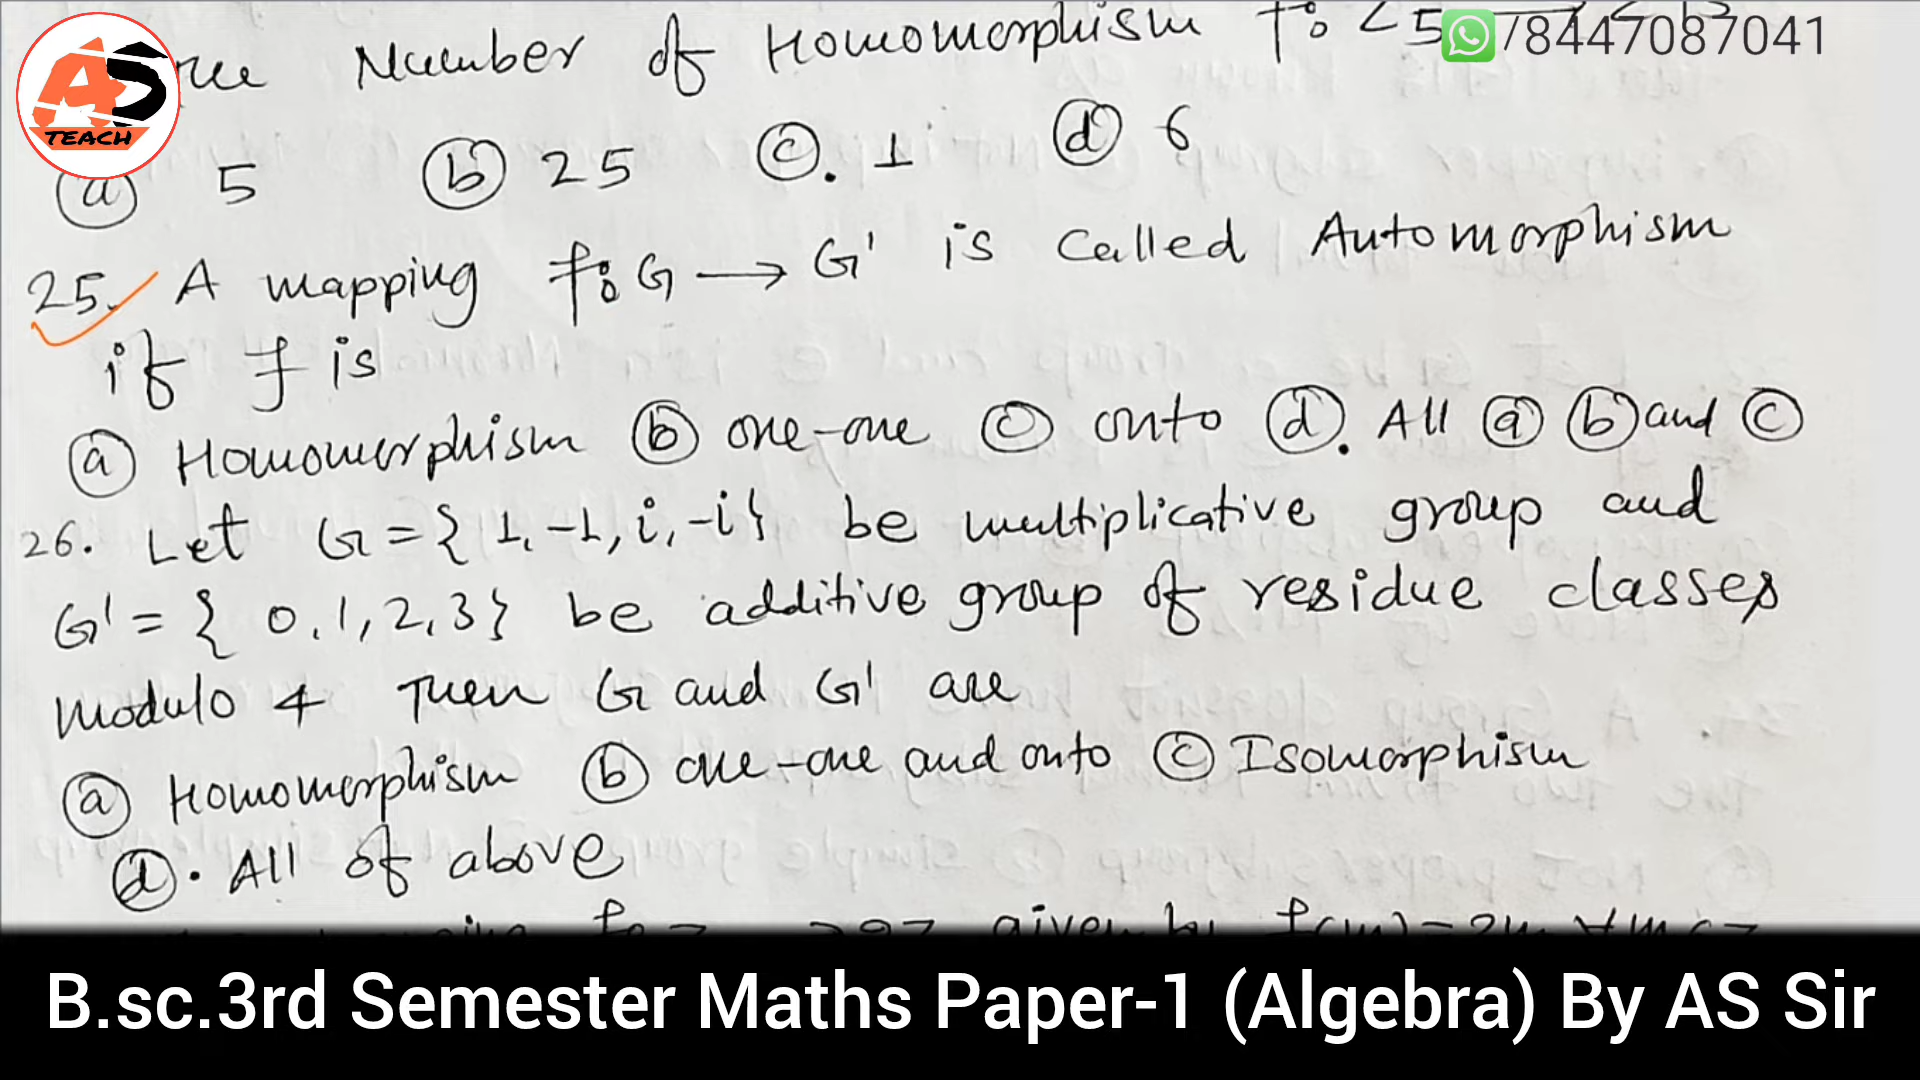 Number of Homomorphism f: Z5
/8447087041
AS
TEACH
(a) 5 (b) 25 (c). 1 (d) 6
25. A mapping f: G → G' is called Automorphism
if f is
(a) Homomorphism (b) one-one (c) onto (d). All (a) (b) and (c)
26. Let G = { 1, -1, i, -i} be multiplicative group and
G' = { 0, 1, 2, 3} be additive group of residue classes
modulo 4 Then G and G' are
(a) Homomorphism (b) one-one and onto (c) Isomorphism
(d). All of above
given by
B.sc.3rd Semester Maths Paper-1 (Algebra) By AS Sir